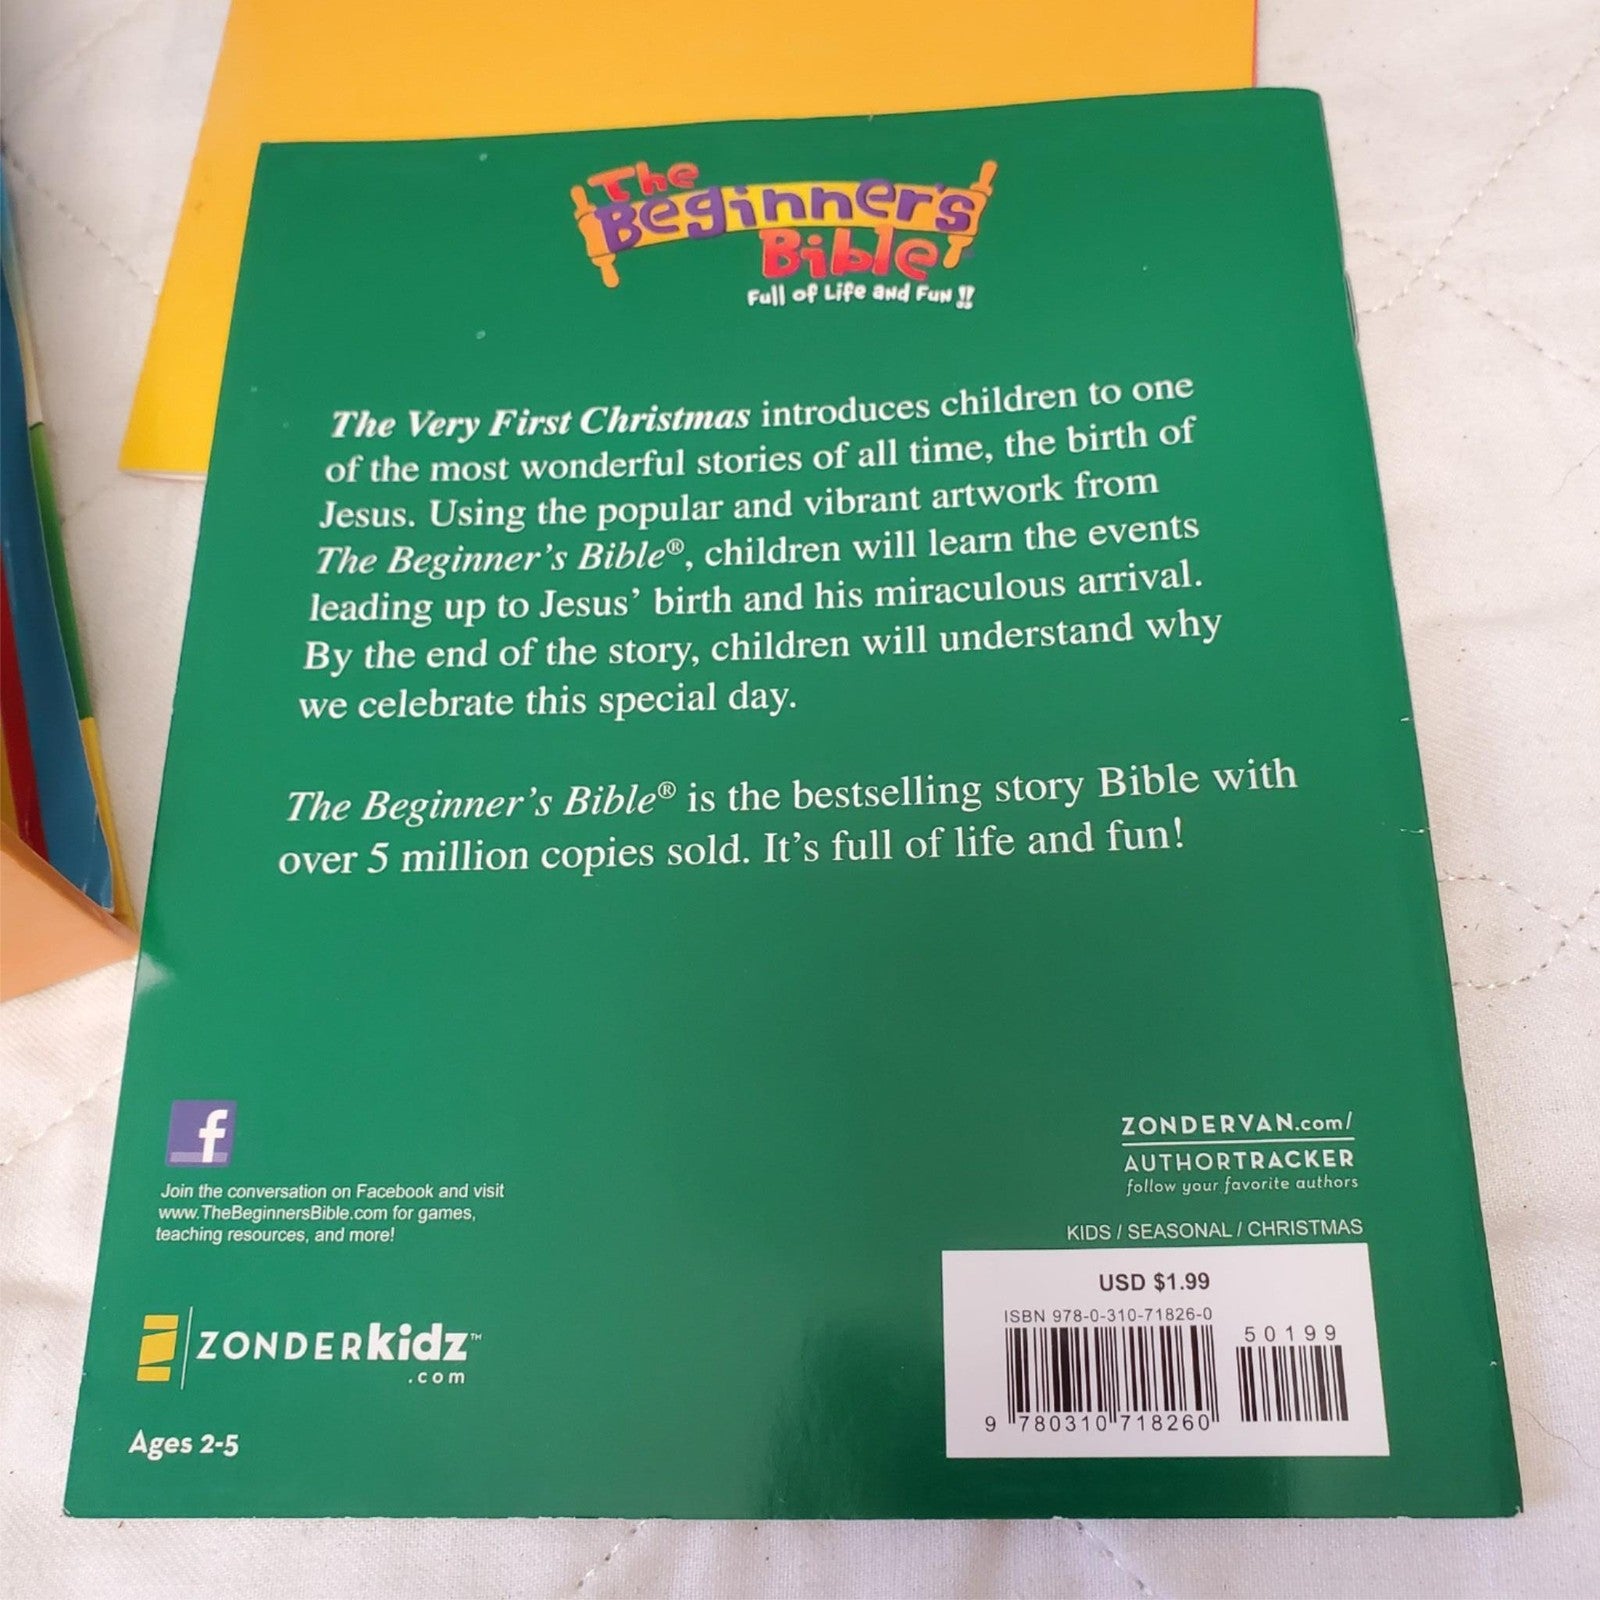 The
Beginner's
Bible
Full of Life and Fun!!
The Very First Christmas introduces children to one
of the most wonderful stories of all time, the birth of
Jesus. Using the popular and vibrant artwork from
The Beginner's Bible®, children will learn the events
leading up to Jesus' birth and his miraculous arrival.
By the end of the story, children will understand why
we celebrate this special day.
The Beginner's Bible® is the bestselling story Bible with
over 5 million copies sold. It's full of life and fun!
f
Join the conversation on Facebook and visit
www.TheBeginnersBible.com for games,
teaching resources, and more!
ZONDERkidz™
.com
Ages 2-5
ZONDERVAN.com/
AUTHORTRACKER
follow your favorite authors
KIDS / SEASONAL / CHRISTMAS
USD $1.99
ISBN 978-0-310-71826-0
50199
9 780310 718260